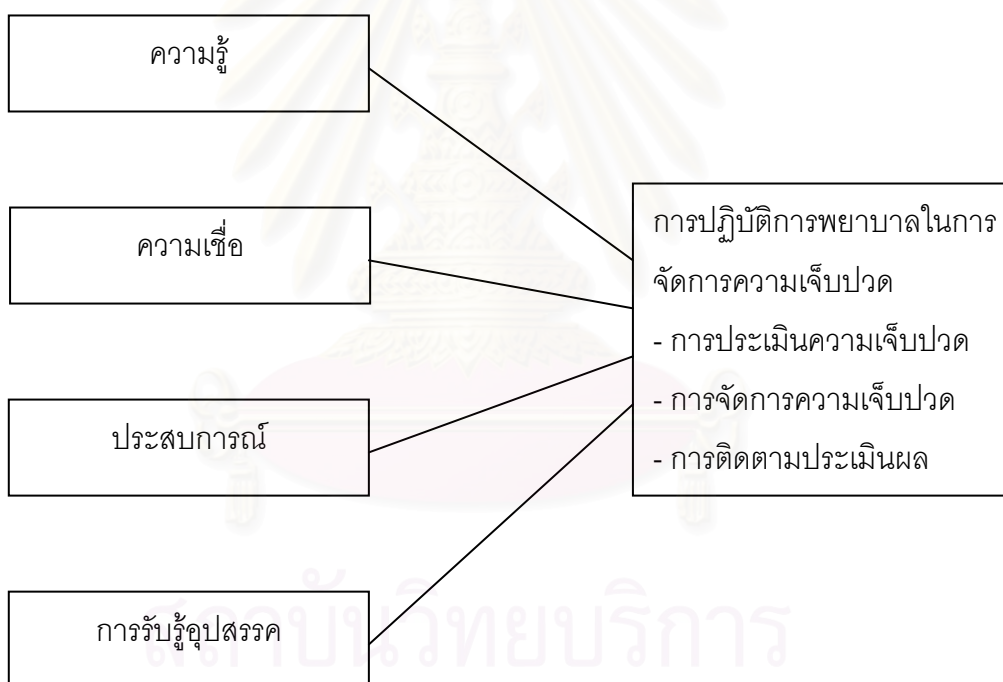 ความรู้
ความเชื่อ
ประสบการณ์
การรับรู้อุปสรรค
การปฏิบัติการพยาบาลในการ
จัดการความเจ็บปวด
- การประเมินความเจ็บปวด
- การจัดการความเจ็บปวด
- การติดตามประเมินผล
สถาบันวิทยบริการ